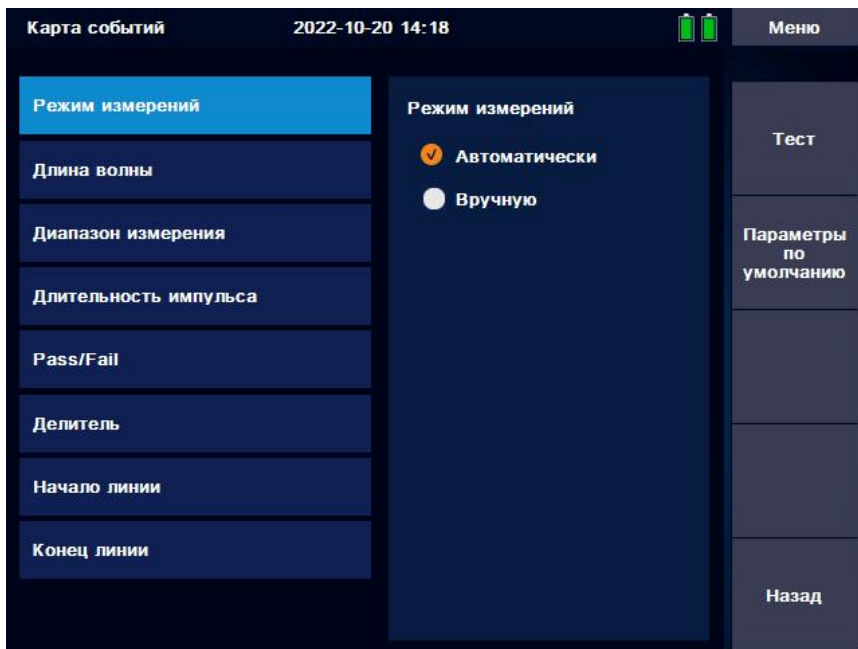 Карта событий 2022-10-20 14:18 Меню
Режим измерений
Длина волны
Диапазон измерения
Длительность импульса
Pass/Fail
Делитель
Начало линии
Конец линии
Режим измерений
Автоматически
Вручную
Тест
Параметры
по
умолчанию
Назад